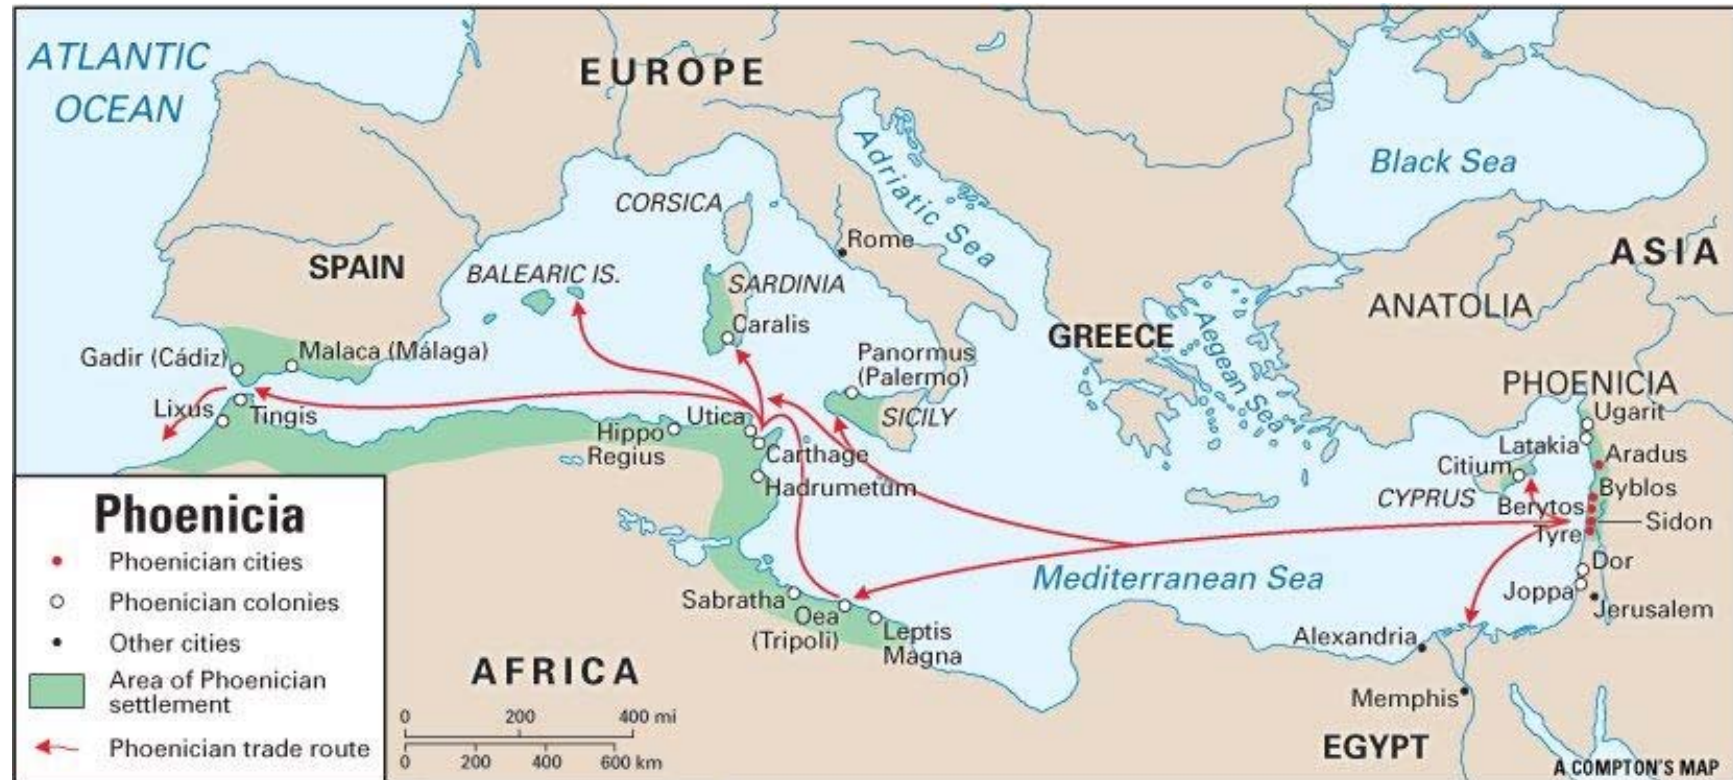 ATLANTIC
OCEAN
EUROPE
Adriatic Sea
Black Sea
CORSICA
Rome
ASIA
SPAIN
BALEARIC IS.
SARDINIA
ANATOLIA
Caralis
GREECE
Aegean Sea
Gadir (Cádiz)
Malaca (Málaga)
Panormus
(Palermo)
PHOENICIA
Lixus
Tingis
Utica
SICILY
Ugarit
Hippo
Regius
Carthage
Latakia
Aradus
Citium
Hadrumetum
CYPRUS
Byblos
Berytos
Sidon
Tyre
Mediterranean Sea
Dor
Joppa
Jerusalem
Sabratha
Oea
(Tripoli)
Leptis
Magna
Alexandria
AFRICA
Memphis
EGYPT
Phoenicia
Phoenician cities
Phoenician colonies
Other cities
Area of Phoenician
settlement
Phoenician trade route
0 200 400 mi
0 200 400 600 km
A COMPTON'S MAP